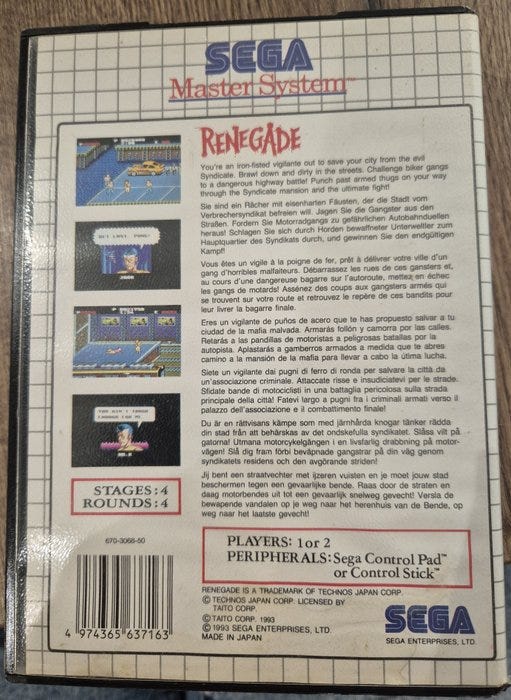 SEGA
Master System™
RENEGADE
You're an iron-fisted vigilante out to save your city from the evil
Syndicate. Brawl down and dirty in the streets. Challenge biker gangs
to a dangerous highway battle! Punch past armed thugs on your way
through the Syndicate mansion and the ultimate fight!
Sie sind ein Rächer mit eisenharten Fäusten, der die Stadt vom
Verbrechersyndikat befreien will. Jagen Sie die Gangster aus den
Straßen. Fordern Sie Motorradgangs zu gefährlichen Autobahnduellen
heraus! Schlagen Sie sich durch Horden bewaffneter Unterweltler zum
Hauptquartier des Syndikats durch, und gewinnen Sie den endgültigen
Kampf!
Vous êtes un vigile à la poigne de fer, prêt à délivrer votre ville d'un
gang d'horribles malfaiteurs. Débarrassez les rues de ces gansters et,
au cours d'une dangereuse bagarre sur l'autoroute, mettez en échec
les gangs de motards! Assénez des coups aux gangsters armés qui
se trouvent sur votre route et retrouvez le repère de ces bandits pour
leur livrer la bagarre finale.
Eres un vigilante de puños de acero que te has propuesto salvar a tu
ciudad de la mafia malvada. Armarás follón y camorra por las calles.
Retarás a las pandillas de motoristas a peligrosas batallas por la
autopista. Aplastarás a gamberros armados a medida que te abres
camino a la mansión de la mafia para llevar a cabo la útima lucha.
Siete un vigilante dai pugni di ferro di ronda per salvare la città da
un'associazione criminale. Attaccate risse e insudiciatevi per le strade.
Sfidate bande di motociclisti in una battaglia pericolosa sulla strada
principale della città! Fatevi largo a pugni fra i criminali armati verso il
palazzo dell'associazione e il combattimento finale!
Du är en rättvisans kämpe som med järnhårda knogar tänker rädda
din stad från att behärskas av det ondskefulla syndikatet. Slåss vilt på
gatorna! Utmana motorcykelgången i en livsfarlig drabbning på motor-
vägen! Slå dig fram förbi beväpnade gangstrar på din väg genom
syndikatets residens och den avgörande striden!
Jij bent een straatvechter met ijzeren vuisten en je moet jouw stad
beschermen tegen een gevaarlijke bende. Raas door de straten en
daag motorbendes uit tot een gevaarlijk snelweg gevecht! Versla de
bewapende vandalen op je weg naar het herenhuis van de Bende, op
weg naar het laatste gevecht!
GET LOST, PUNK!
JACK
MR.K
STAGES: 4
ROUNDS: 4
670-3066-50
4 974365 637163
PLAYERS: 1 or 2
PERIPHERALS: Sega Control Pad™
or Control Stick™
RENEGADE IS A TRADEMARK OF TECHNOS JAPAN CORP.
© TECHNOS JAPAN CORP. LICENSED BY
TAITO CORP.
© TAITO CORP. 1993
© 1993 SEGA ENTERPRISES, LTD.
MADE IN JAPAN
SEGA
SEGA ENTERPRISES, LTD.